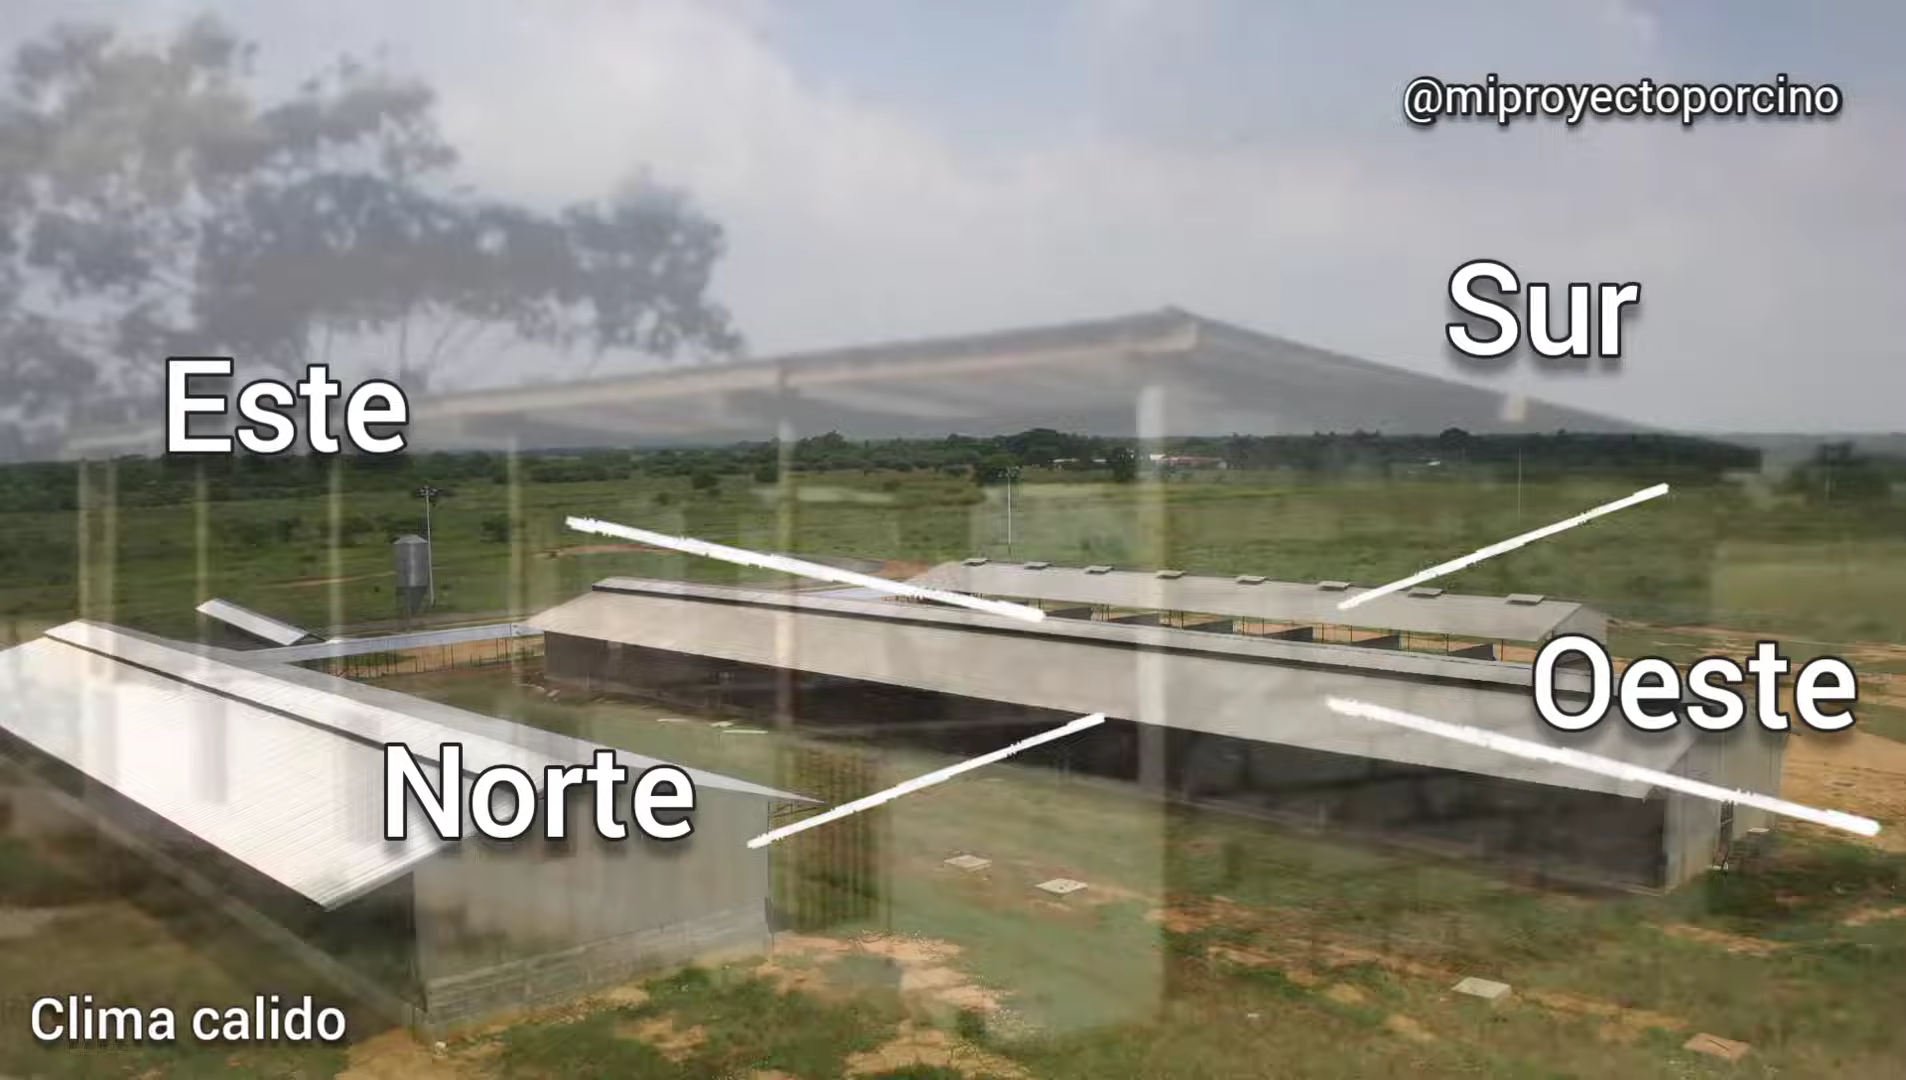 @miproyectoporcino
Sur
Este
Oeste
Norte
Clima calido